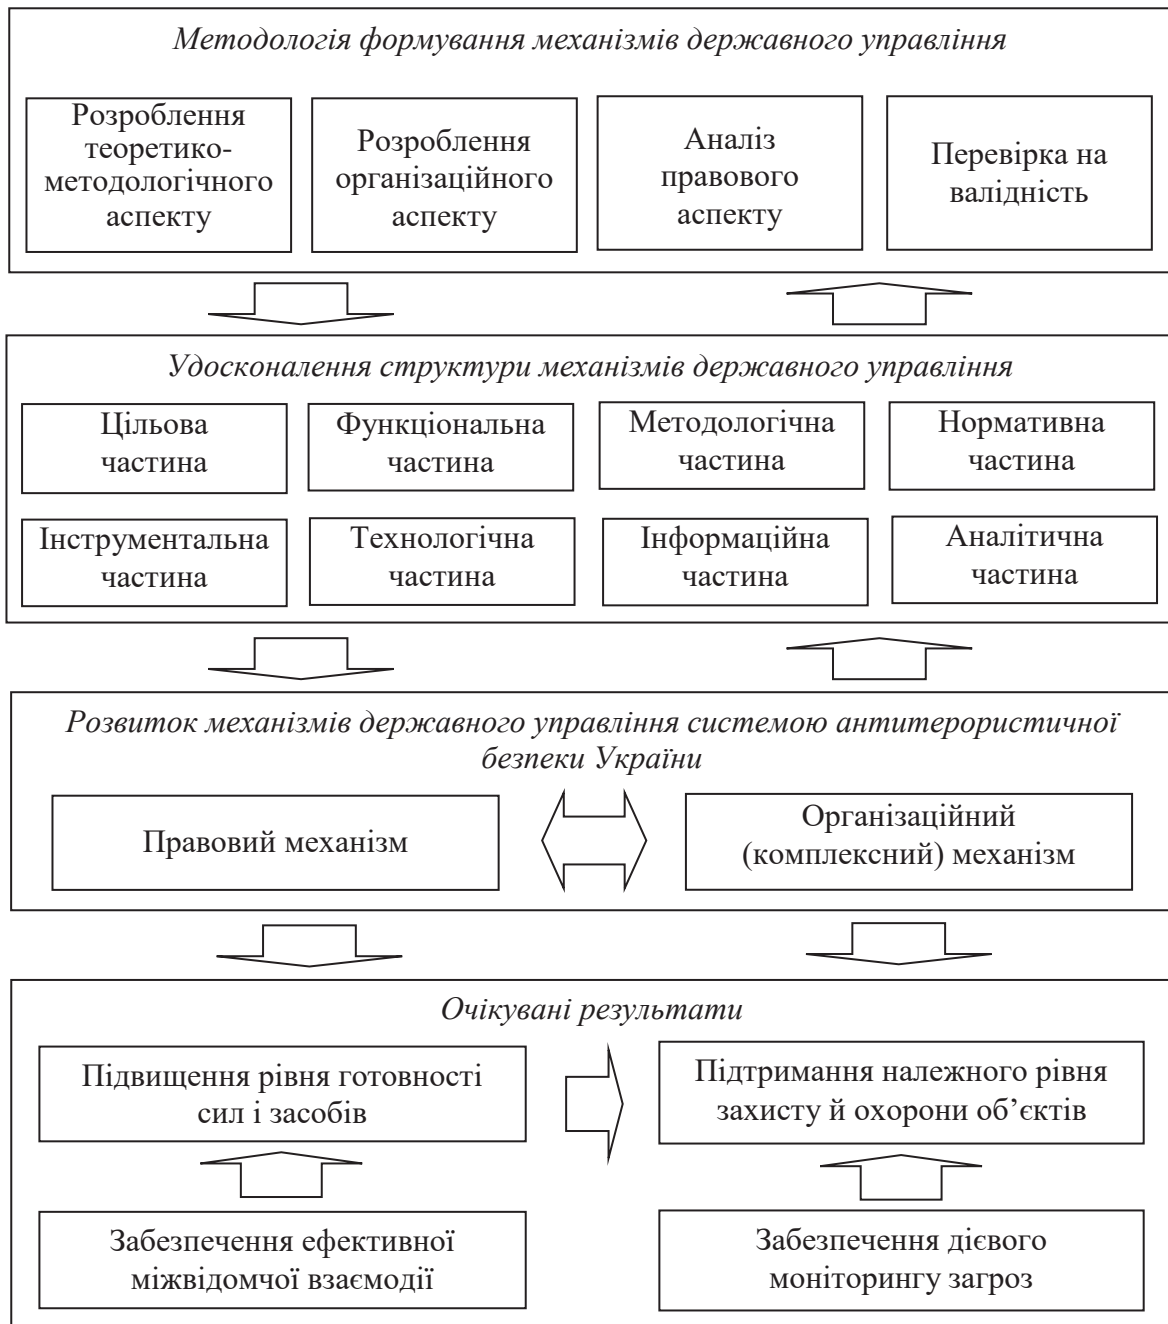 Методологія формування механізмів державного управління
Розроблення
теоретико-
методологічного
аспекту
Розроблення
організаційного
аспекту
Аналіз
правового
аспекту
Перевірка на
валідність
Удосконалення структури механізмів державного управління
Цільова
частина
Функціональна
частина
Методологічна
частина
Нормативна
частина
Інструментальна
частина
Технологічна
частина
Інформаційна
частина
Аналітична
частина
Розвиток механізмів державного управління системою антитерористичної
безпеки України
Правовий механізм
Організаційний
(комплексний) механізм
Очікувані результати
Підвищення рівня готовності
сил і засобів
Підтримання належного рівня
захисту й охорони об’єктів
Забезпечення ефективної
міжвідомчої взаємодії
Забезпечення дієвого
моніторингу загроз